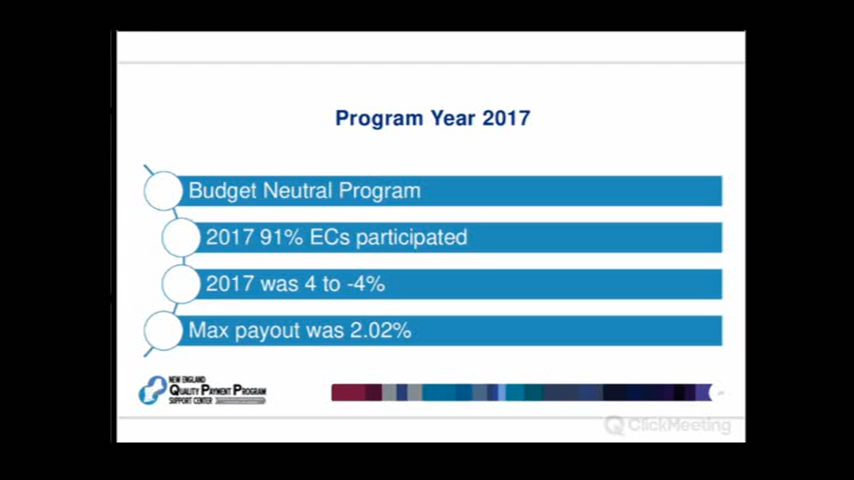 Program Year 2017
Budget Neutral Program
2017 91% ECs participated
2017 was 4 to -4%
Max payout was 2.02%
NEW ENGLAND
QUALITY PAYMENT PROGRAM
SUPPORT CENTER
ClickMeeting